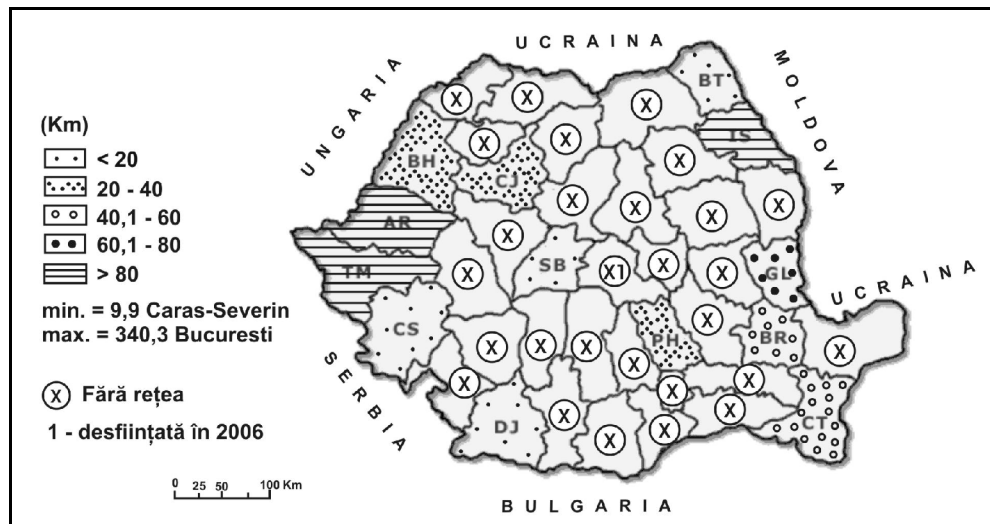 UCRAINA
UNGARIA
MOLDOVA
(Km)
< 20
20 - 40
40,1 - 60
60,1 - 80
> 80
min. = 9,9 Caras-Severin
max. = 340,3 Bucuresti
X Fără rețea
1 - desființată în 2006
0 25 50 100 Km
SERBIA
BULGARIA
UCRAINA
BT
X
X
X
IS
X
X
X
BH
CJ
X
X
X
X
X
AR
X
TM
X
SB
X1
X
X
GL
CS
X
X
X
X
PH
X
BR
X
X
DJ
X
X
X
X
X
X
CT